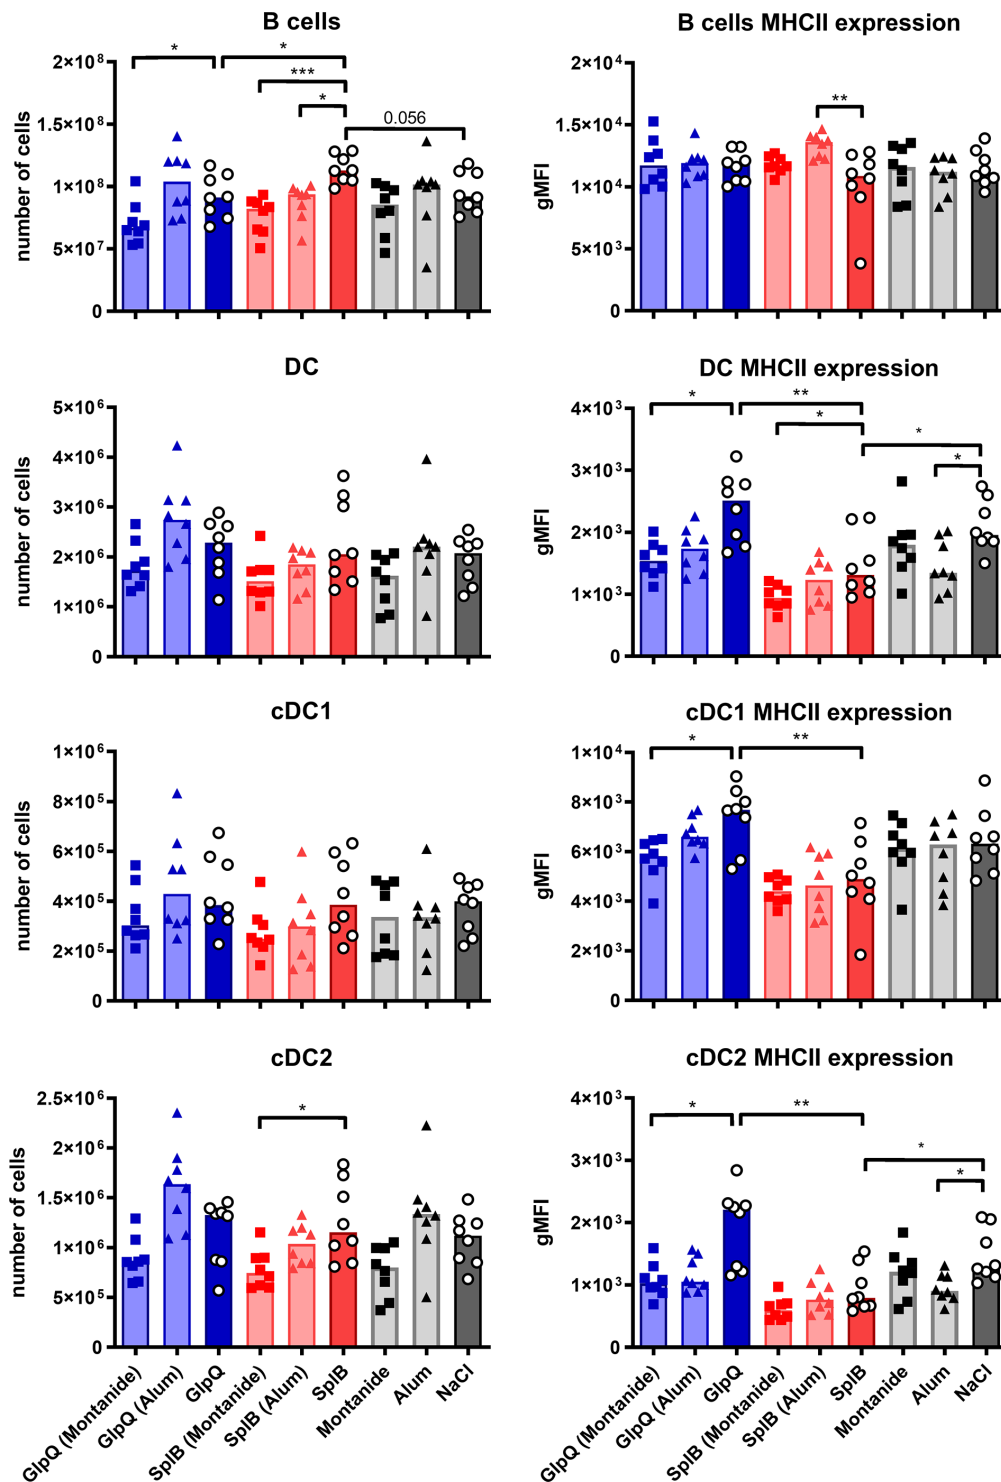 B cells
number of cells
2×10⁸
1.5×10⁸
1×10⁸
5×10⁷
0
*
*
***
*
0.056
B cells MHCII expression
gMFI
2×10⁴
1.5×10⁴
1×10⁴
5×10³
0
**
DC
number of cells
5×10⁶
4×10⁶
3×10⁶
2×10⁶
1×10⁶
0
DC MHCII expression
gMFI
4×10³
3×10³
2×10³
1×10³
0
*
**
*
*
*
cDC1
number of cells
1×10⁶
8×10⁵
6×10⁵
4×10⁵
2×10⁵
0
cDC1 MHCII expression
gMFI
1×10⁴
8×10³
6×10³
4×10³
2×10³
0
*
**
cDC2
number of cells
2.5×10⁶
2×10⁶
1.5×10⁶
1×10⁶
5×10⁵
0
*
GlpQ (Montanide)
GlpQ (Alum)
GlpQ
SplB (Montanide)
SplB (Alum)
SplB
Montanide
Alum
NaCl
cDC2 MHCII expression
gMFI
4×10³
3×10³
2×10³
1×10³
0
*
**
*
*
GlpQ (Montanide)
GlpQ (Alum)
GlpQ
SplB (Montanide)
SplB (Alum)
SplB
Montanide
Alum
NaCl